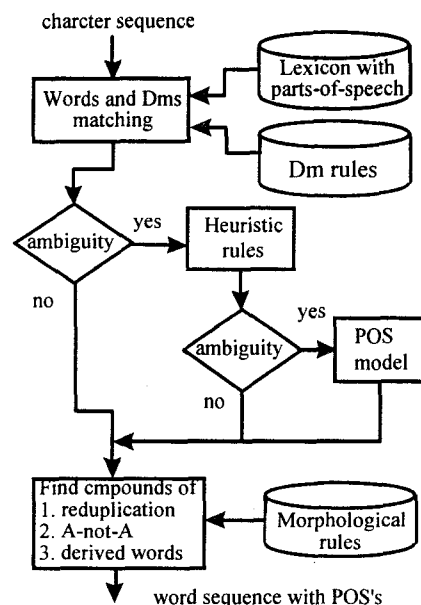 charcter sequence
Lexicon with
parts-of-speech
Words and Dms
matching
Dm rules
ambiguity
yes
Heuristic
rules
no
ambiguity
yes
POS
model
no
Find cmpounds of
1. reduplication
2. A-not-A
3. derived words
Morphological
rules
word sequence with POS's